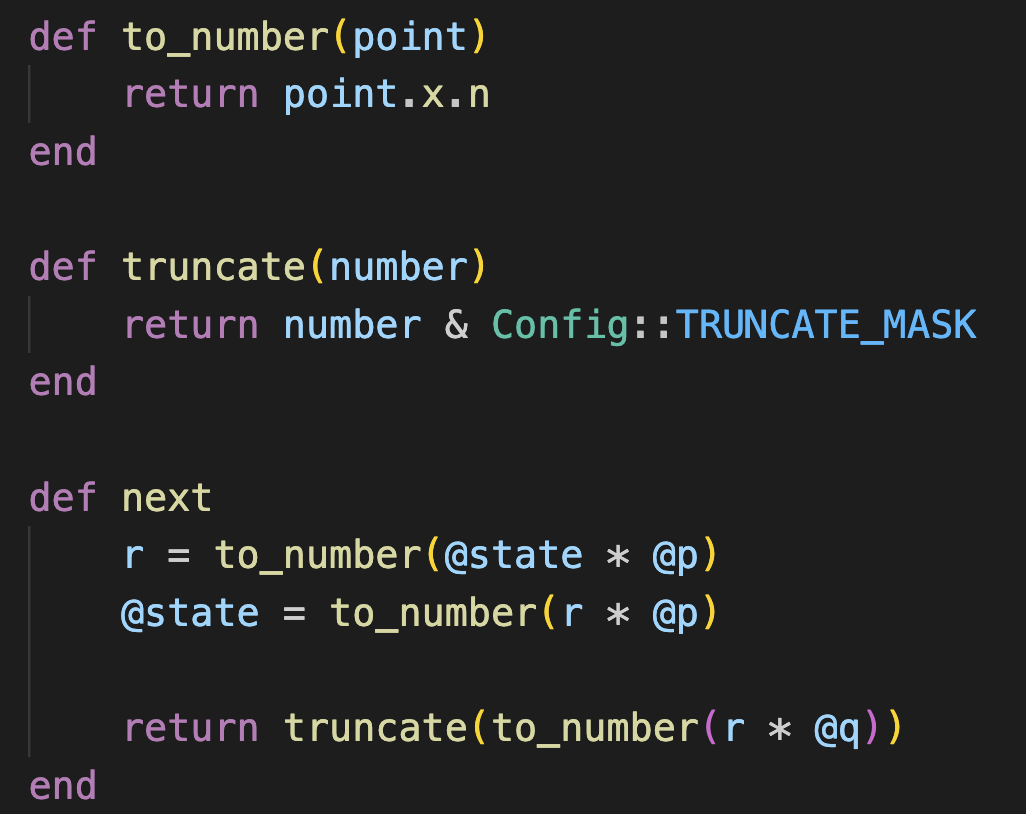 def to_number(point)
return point.x.n
end
def truncate(number)
return number & Config::TRUNCATE_MASK
end
def next
r = to_number(@state * @p)
@state = to_number(r * @p)
return truncate(to_number(r * @q))
end